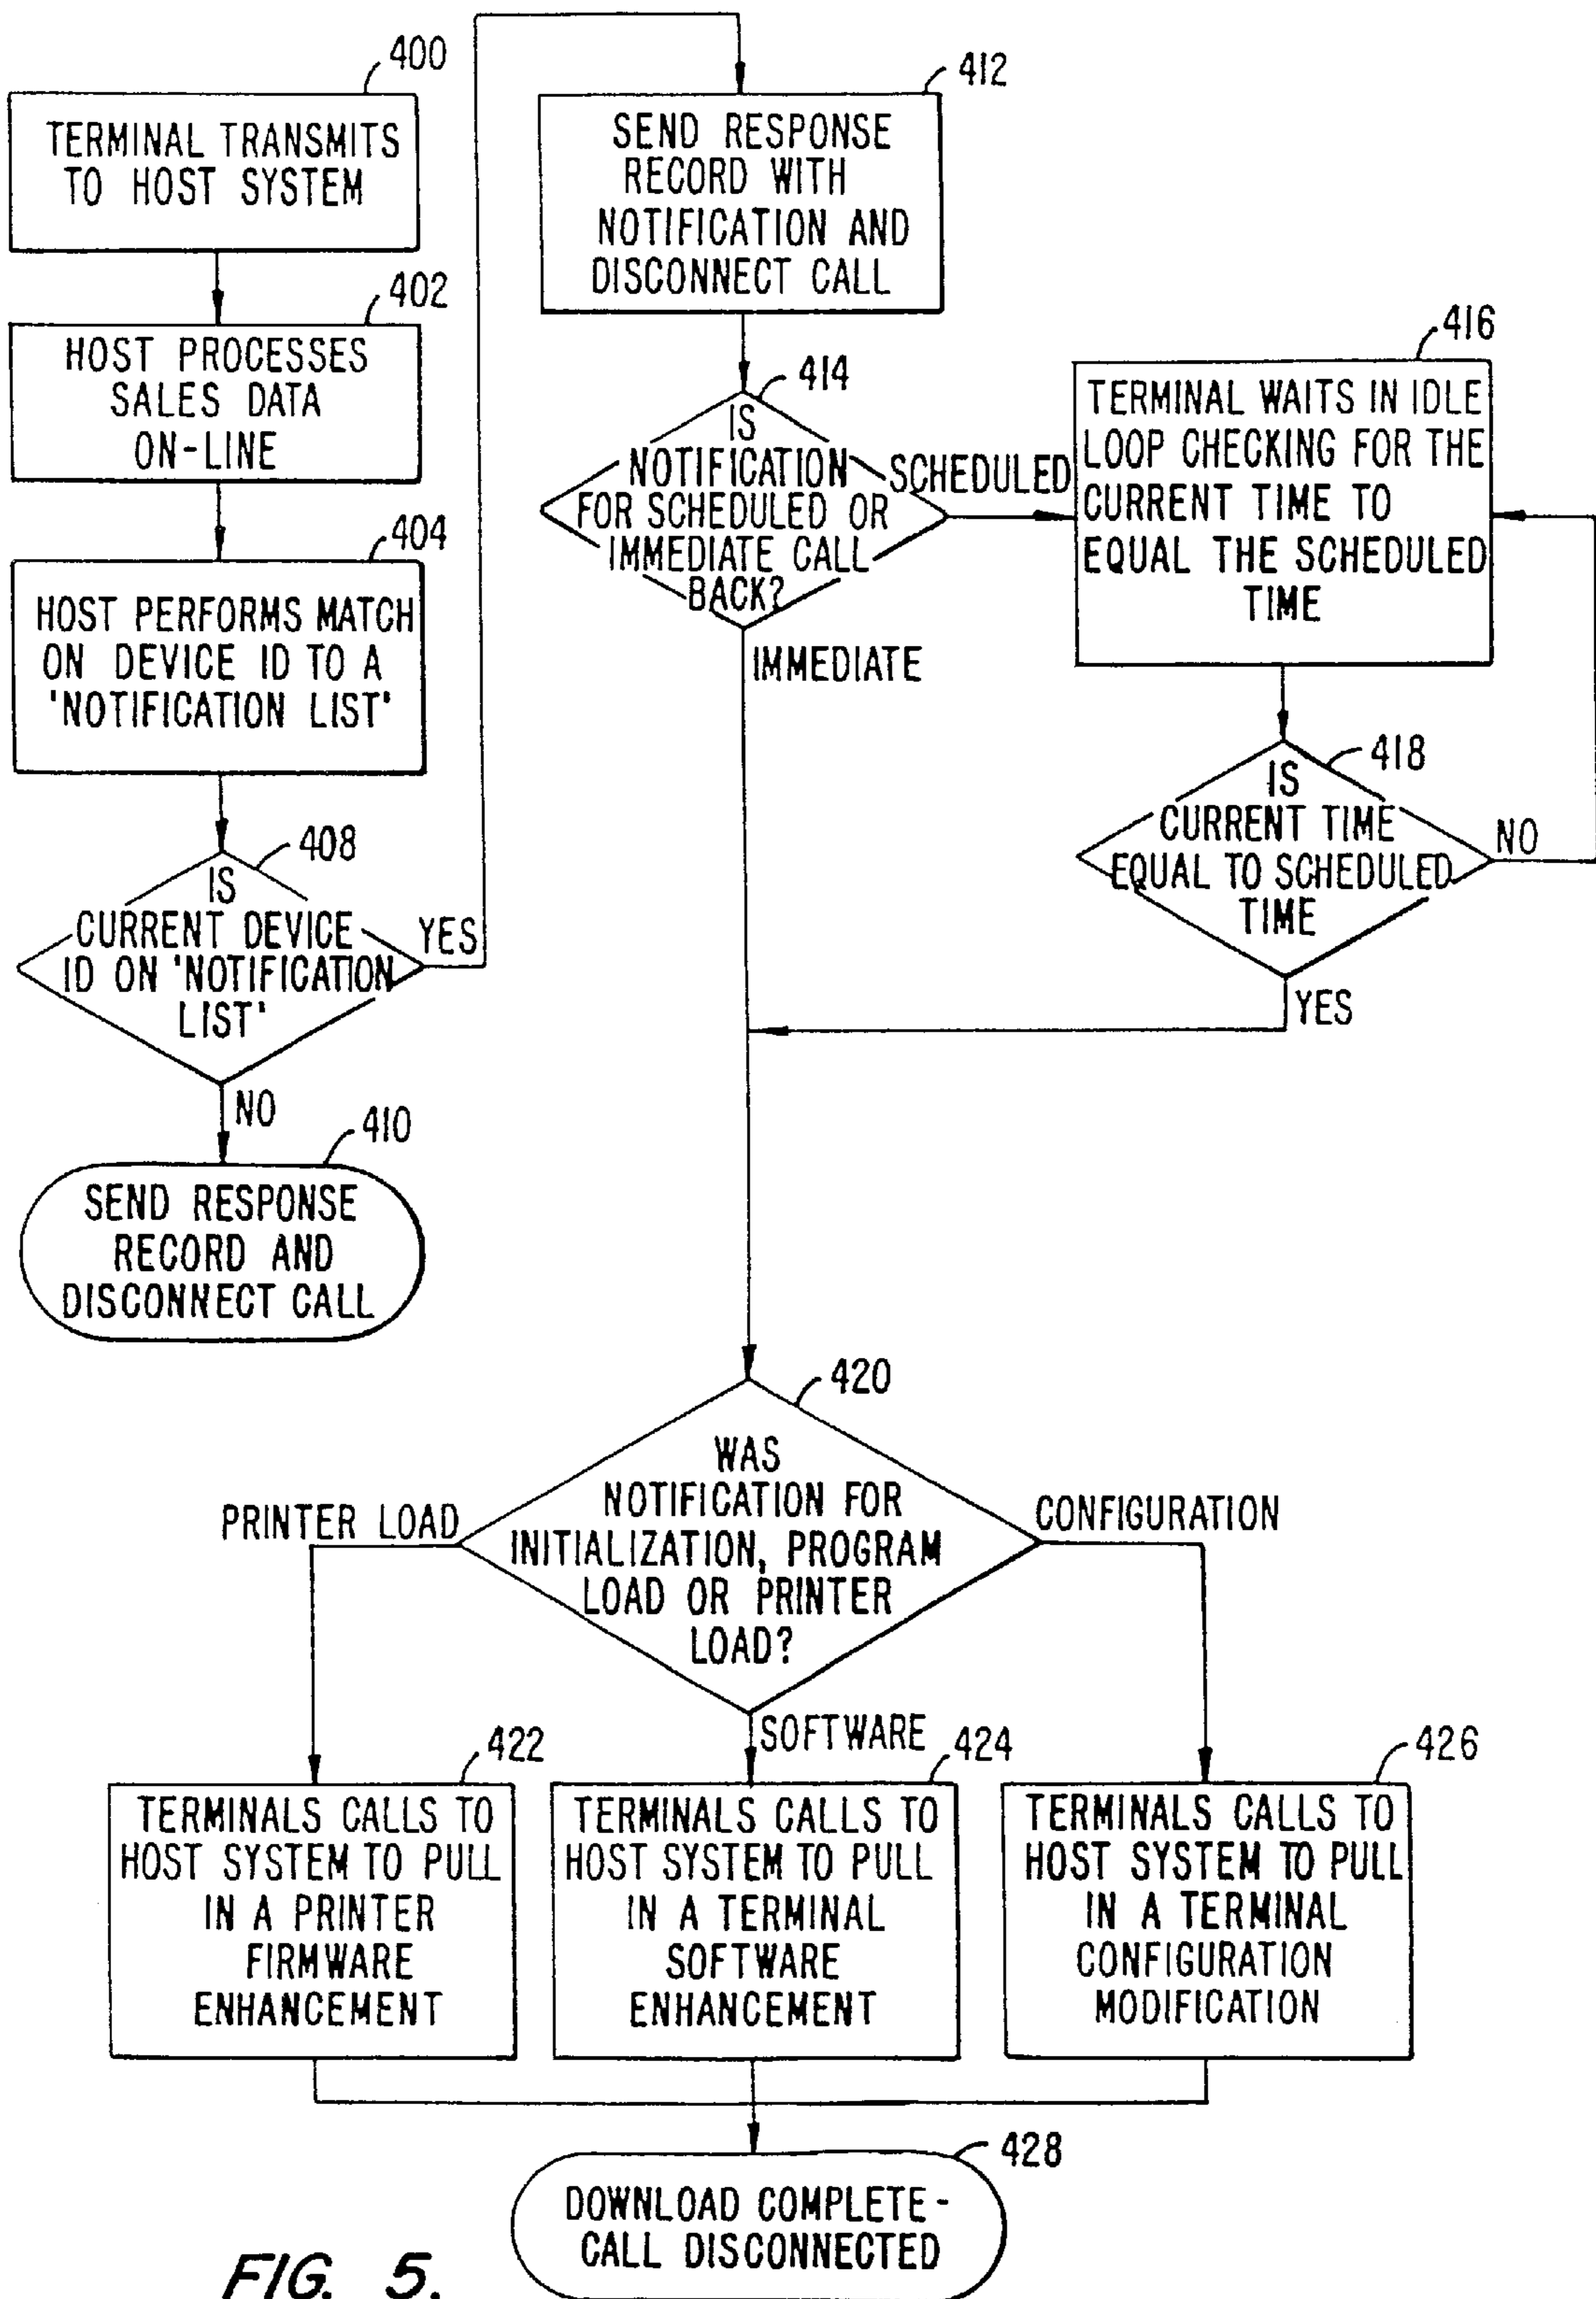 400
TERMINAL TRANSMITS
TO HOST SYSTEM
402
HOST PROCESSES
SALES DATA
ON-LINE
404
HOST PERFORMS MATCH
ON DEVICE ID TO A
'NOTIFICATION LIST'
408
IS
CURRENT DEVICE
ID ON 'NOTIFICATION
LIST'
YES
NO
410
SEND RESPONSE
RECORD AND
DISCONNECT CALL
412
SEND RESPONSE
RECORD WITH
NOTIFICATION AND
DISCONNECT CALL
414
IS
NOTIFICATION
FOR SCHEDULED OR
IMMEDIATE CALL
BACK?
SCHEDULED
IMMEDIATE
416
TERMINAL WAITS IN IDLE
LOOP CHECKING FOR THE
CURRENT TIME TO
EQUAL THE SCHEDULED
TIME
418
IS
CURRENT TIME
EQUAL TO SCHEDULED
TIME
NO
YES
420
WAS
NOTIFICATION FOR
INITIALIZATION, PROGRAM
LOAD OR PRINTER
LOAD?
PRINTER LOAD
SOFTWARE
CONFIGURATION
422
TERMINALS CALLS TO
HOST SYSTEM TO PULL
IN A PRINTER
FIRMWARE
ENHANCEMENT
424
TERMINALS CALLS TO
HOST SYSTEM TO PULL
IN A TERMINAL
SOFTWARE
ENHANCEMENT
426
TERMINALS CALLS TO
HOST SYSTEM TO PULL
IN A TERMINAL
CONFIGURATION
MODIFICATION
428
DOWNLOAD COMPLETE-
CALL DISCONNECTED
FIG. 5.